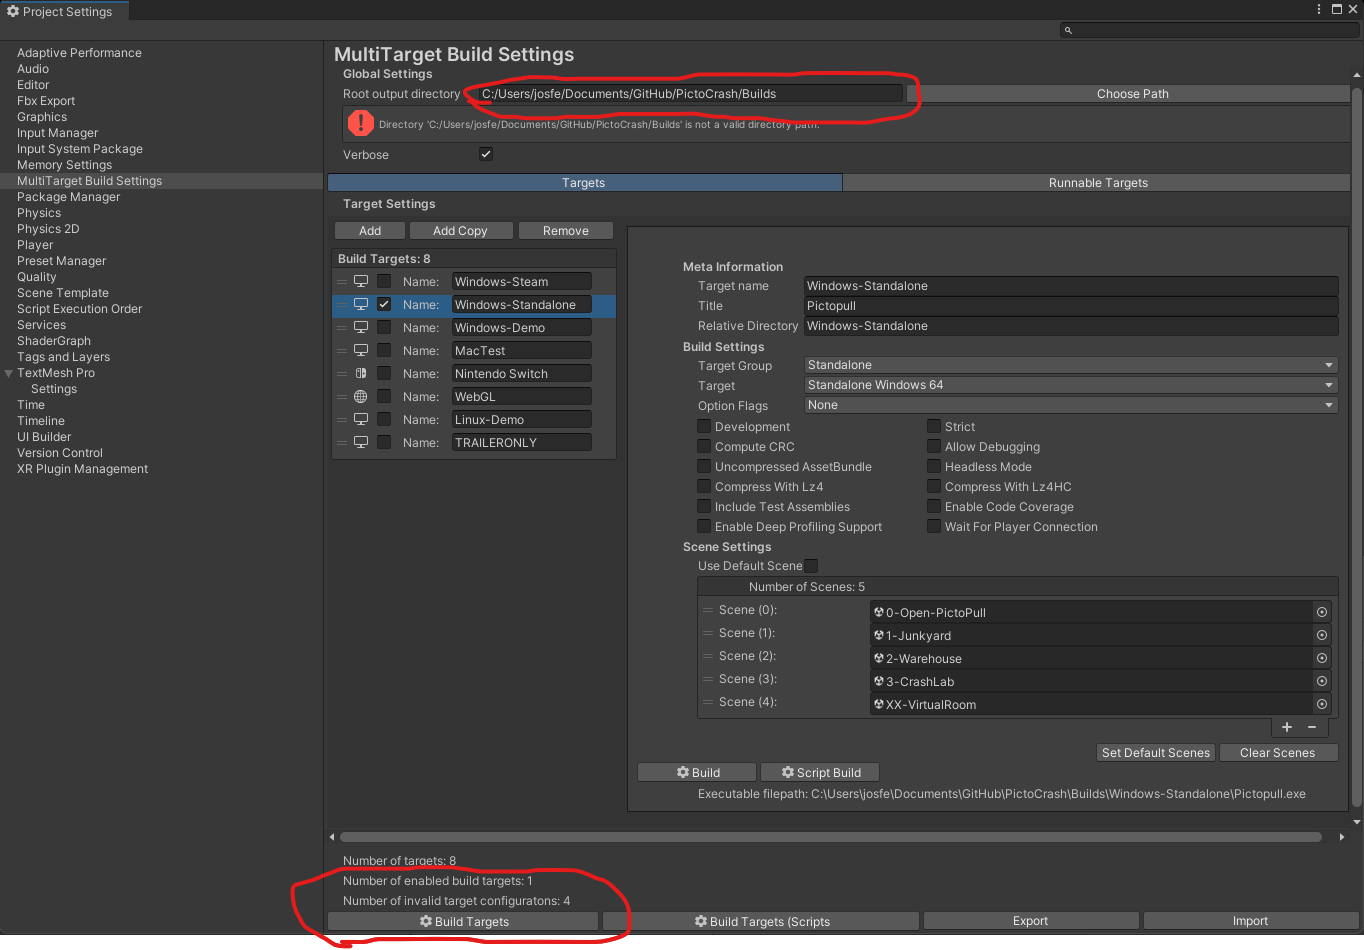 Project Settings
Adaptive Performance
Audio
Editor
Fbx Export
Graphics
Input Manager
Input System Package
Memory Settings
MultiTarget Build Settings
Package Manager
Physics
Physics 2D
Player
Preset Manager
Quality
Scene Template
Script Execution Order
Services
ShaderGraph
Tags and Layers
TextMesh Pro
Settings
Time
Timeline
UI Builder
Version Control
XR Plugin Management
MultiTarget Build Settings
Global Settings
Root output directory C:/Users/josfe/Documents/GitHub/PictoCrash/Builds Choose Path
Directory 'C:/Users/josfe/Documents/GitHub/PictoCrash/Builds' is not a valid directory path.
Verbose
Targets Runnable Targets
Target Settings
Add Add Copy Remove
Build Targets: 8
Name: Windows-Steam
Name: Windows-Standalone
Name: Windows-Demo
Name: MacTest
Name: Nintendo Switch
Name: WebGL
Name: Linux-Demo
Name: TRAILERONLY
Meta Information
Target name Windows-Standalone
Title Pictopull
Relative Directory Windows-Standalone
Build Settings
Target Group Standalone
Target Standalone Windows 64
Option Flags None
Development Strict
Compute CRC Allow Debugging
Uncompressed AssetBundle Headless Mode
Compress With Lz4 Compress With Lz4HC
Include Test Assemblies Enable Code Coverage
Enable Deep Profiling Support Wait For Player Connection
Scene Settings
Use Default Scene
Number of Scenes: 5
Scene (0): 0-Open-PictoPull
Scene (1): 1-Junkyard
Scene (2): 2-Warehouse
Scene (3): 3-CrashLab
Scene (4): XX-VirtualRoom
+ −
Set Default Scenes Clear Scenes
Build Script Build
Executable filepath: C:\Users\josfe\Documents\GitHub\PictoCrash\Builds\Windows-Standalone\Pictopull.exe
Number of targets: 8
Number of enabled build targets: 1
Number of invalid target configuratons: 4
Build Targets Build Targets (Scripts Export Import